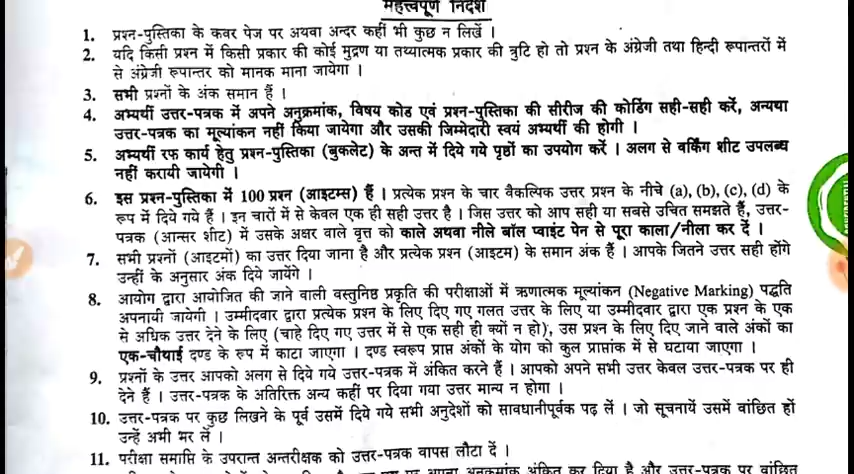 महत्त्वपूर्ण निर्देश
1. प्रश्न-पुस्तिका के कवर पेज पर अथवा अन्दर कहीं भी कुछ न लिखें ।
2. यदि किसी प्रश्न में किसी प्रकार की कोई मुद्रण या तथ्यात्मक प्रकार की त्रुटि हो तो प्रश्न के अंग्रेजी तथा हिन्दी रूपान्तरों में
से अंग्रेजी रूपान्तर को मानक माना जायेगा ।
3. सभी प्रश्नों के अंक समान हैं ।
4. अभ्यर्थी उत्तर-पत्रक में अपने अनुक्रमांक, विषय कोड एवं प्रश्न-पुस्तिका की सीरीज की कोडिंग सही-सही करें, अन्यथा
उत्तर-पत्रक का मूल्यांकन नहीं किया जायेगा और उसकी जिम्मेदारी स्वयं अभ्यर्थी की होगी ।
5. अभ्यर्थी रफ कार्य हेतु प्रश्न-पुस्तिका (बुकलेट) के अन्त में दिये गये पृष्ठों का उपयोग करें । अलग से वर्किंग शीट उपलब्ध
नहीं करायी जायेगी ।
6. इस प्रश्न-पुस्तिका में 100 प्रश्न (आइटम्स) हैं । प्रत्येक प्रश्न के चार वैकल्पिक उत्तर प्रश्न के नीचे (a), (b), (c), (d) के
रूप में दिये गये हैं । इन चारों में से केवल एक ही सही उत्तर है । जिस उत्तर को आप सही या सबसे उचित समझते हैं, उत्तर-
पत्रक (आन्सर शीट) में उसके अक्षर वाले वृत्त को काले अथवा नीले बॉल प्वाइंट पेन से पूरा काला/नीला कर दें ।
7. सभी प्रश्नों (आइटमों) का उत्तर दिया जाना है और प्रत्येक प्रश्न (आइटम) के समान अंक हैं । आपके जितने उत्तर सही होंगे
उन्हीं के अनुसार अंक दिये जायेंगे ।
8. आयोग द्वारा आयोजित की जाने वाली वस्तुनिष्ठ प्रकृति की परीक्षाओं में ऋणात्मक मूल्यांकन (Negative Marking) पद्धति
अपनायी जायेगी । उम्मीदवार द्वारा प्रत्येक प्रश्न के लिए दिए गए गलत उत्तर के लिए या उम्मीदवार द्वारा एक प्रश्न के एक
से अधिक उत्तर देने के लिए (चाहे दिए गए उत्तर में से एक सही ही क्यों न हो), उस प्रश्न के लिए दिए जाने वाले अंकों का
एक-चौथाई दण्ड के रूप में काटा जाएगा । दण्ड स्वरूप प्राप्त अंकों के योग को कुल प्राप्तांक में से घटाया जाएगा ।
9. प्रश्नों के उत्तर आपको अलग से दिये गये उत्तर-पत्रक में अंकित करने हैं । आपको अपने सभी उत्तर केवल उत्तर-पत्रक पर ही
देने हैं । उत्तर-पत्रक के अतिरिक्त अन्य कहीं पर दिया गया उत्तर मान्य न होगा ।
10. उत्तर-पत्रक पर कुछ लिखने के पूर्व उसमें दिये गये सभी अनुदेशों को सावधानीपूर्वक पढ़ लें । जो सूचनायें उसमें वांछित हों
उन्हें अभी भर लें ।
11. परीक्षा समाप्ति के उपरान्त अन्तरीक्षक को उत्तर-पत्रक वापस लौटा दें ।
अपना अनुक्रमांक अंकित कर दिया है और उत्तर-पत्रक पर वांछित